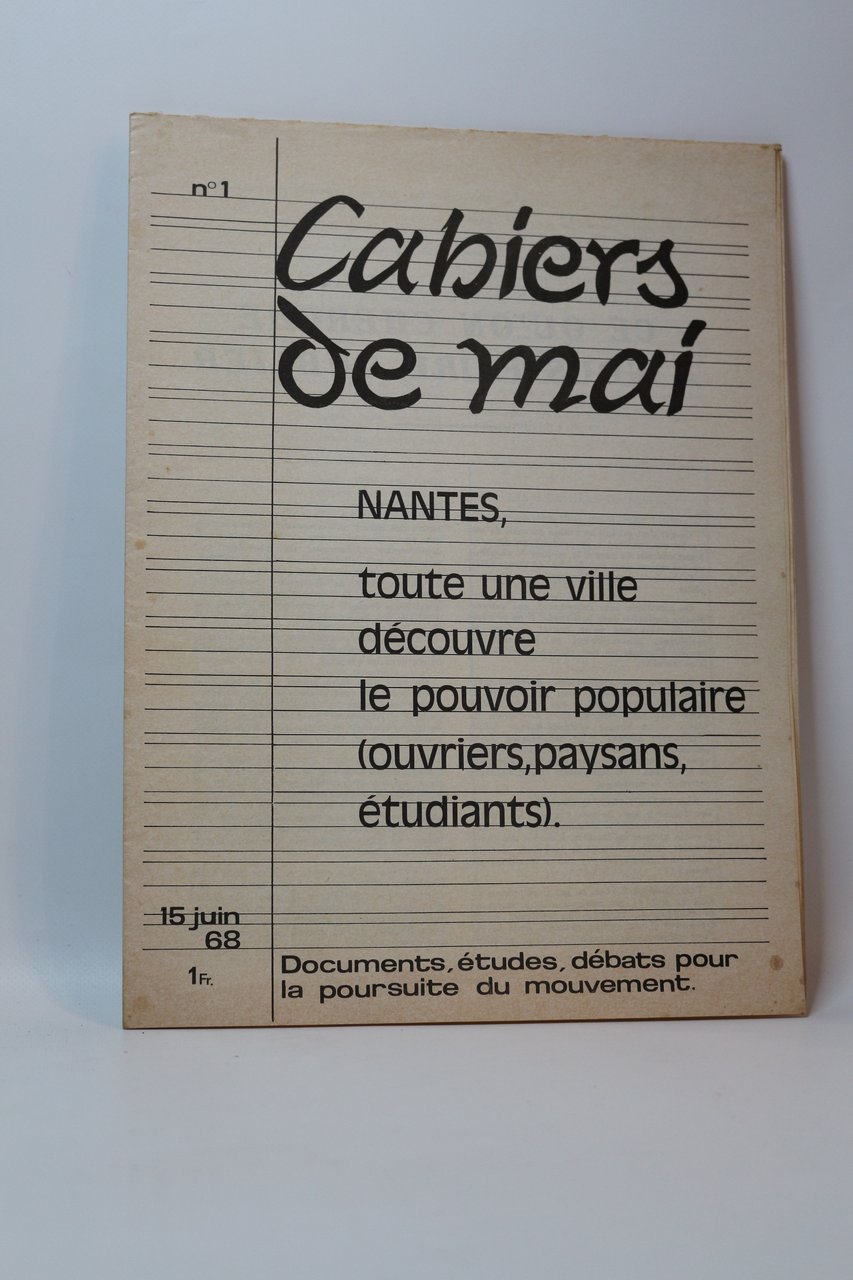 n°1
Cahiers
de mai
NANTES,
toute une ville
découvre
le pouvoir populaire
(ouvriers,paysans,
étudiants).
15 juin
68
1Fr.
Documents, études, débats pour
la poursuite du mouvement.